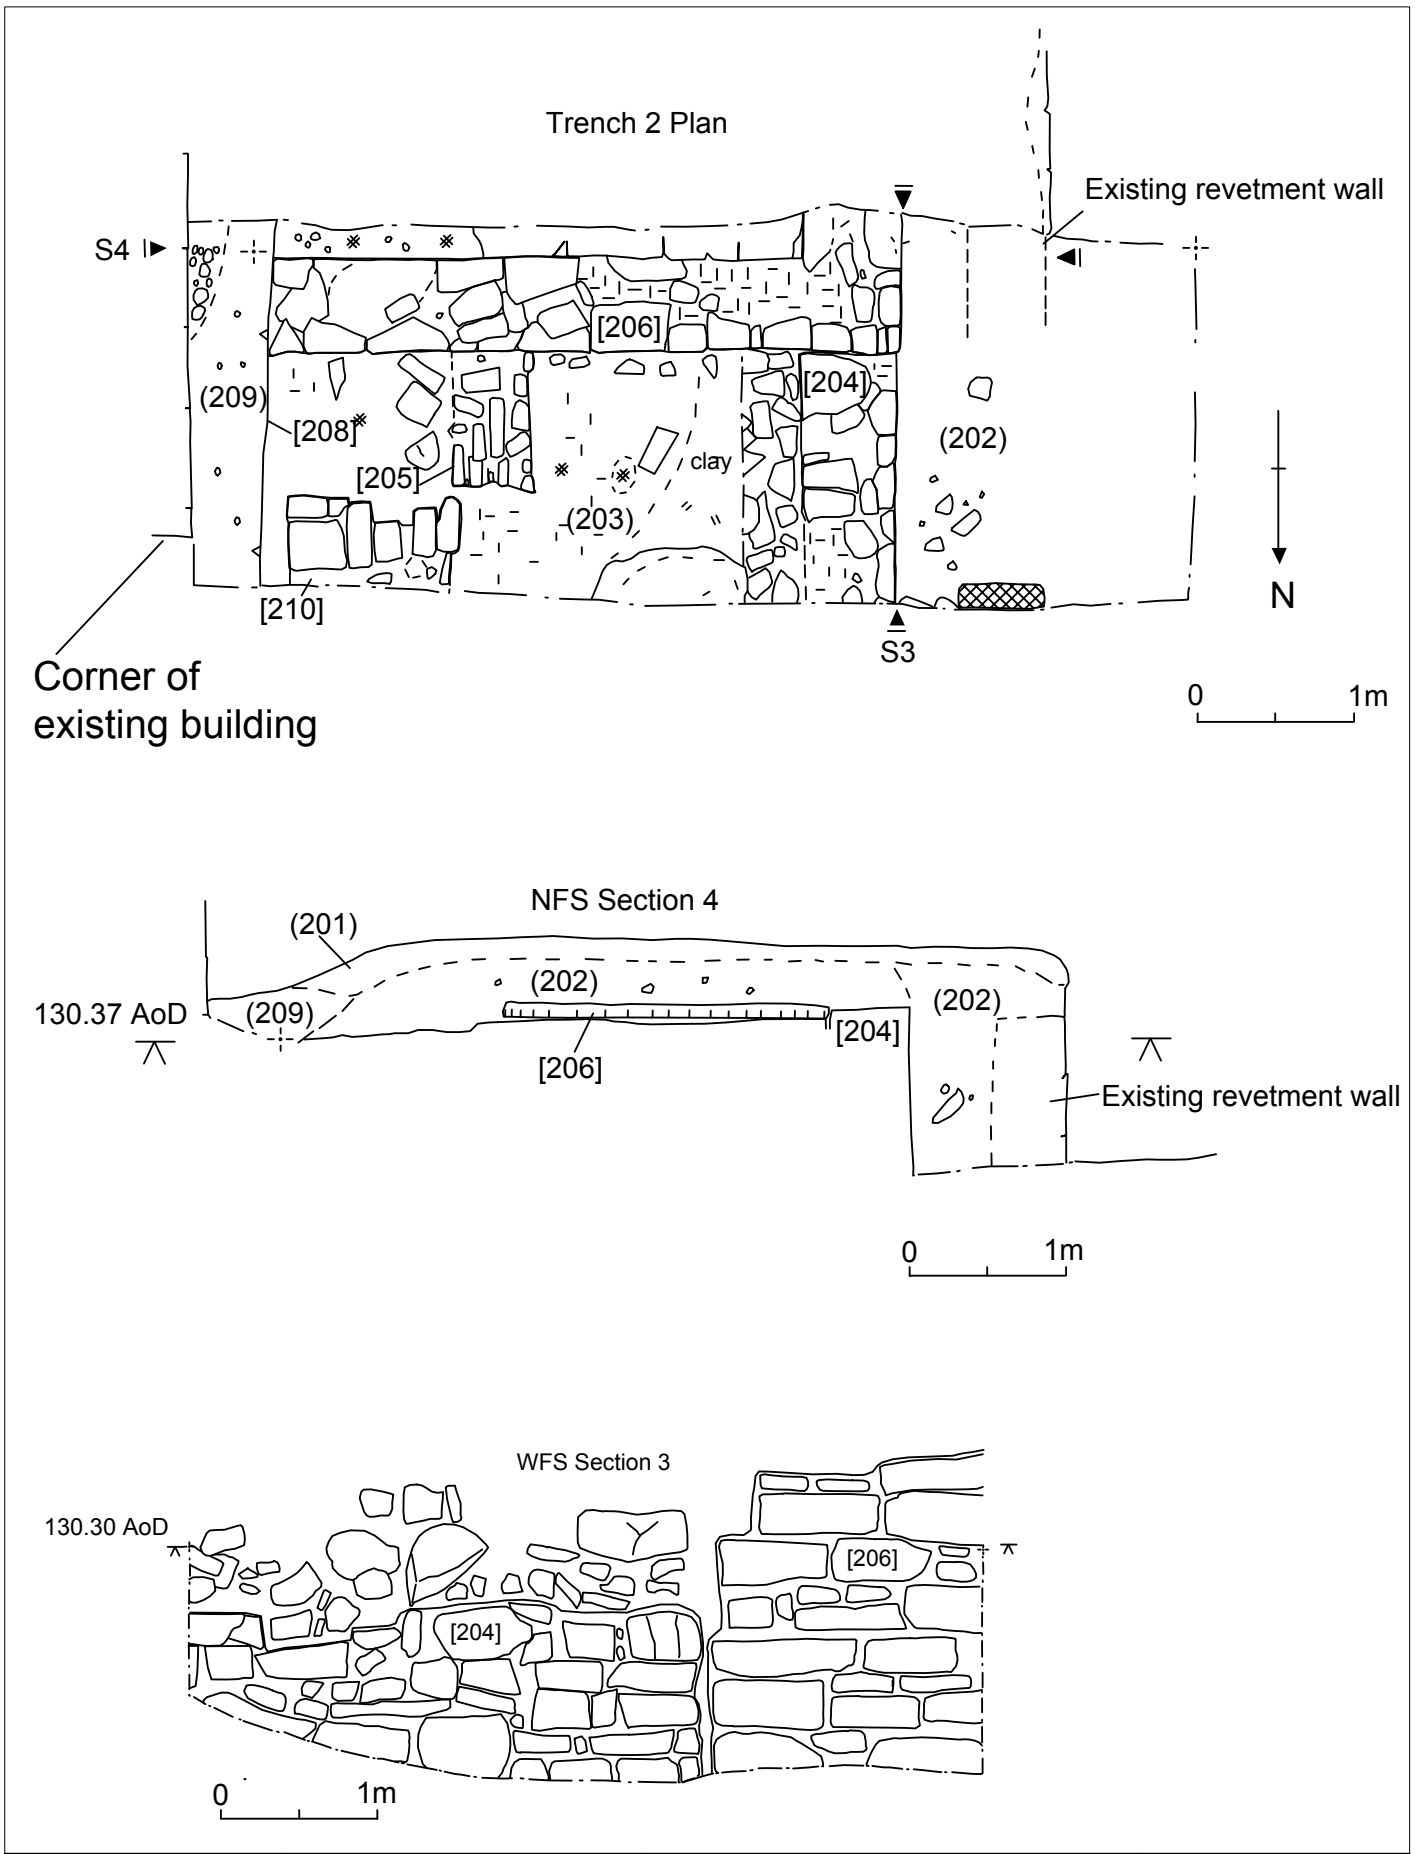 Trench 2 Plan
Existing revetment wall
S4
[206]
(209)
[204]
[208]
(202)
clay
[205]
(203)
[210]
N
S3
Corner of
existing building
0 1m
NFS Section 4
(201)
(202)
(202)
130.37 AoD
(209)
[204]
[206]
Existing revetment wall
0 1m
WFS Section 3
130.30 AoD
[206]
[204]
0 1m